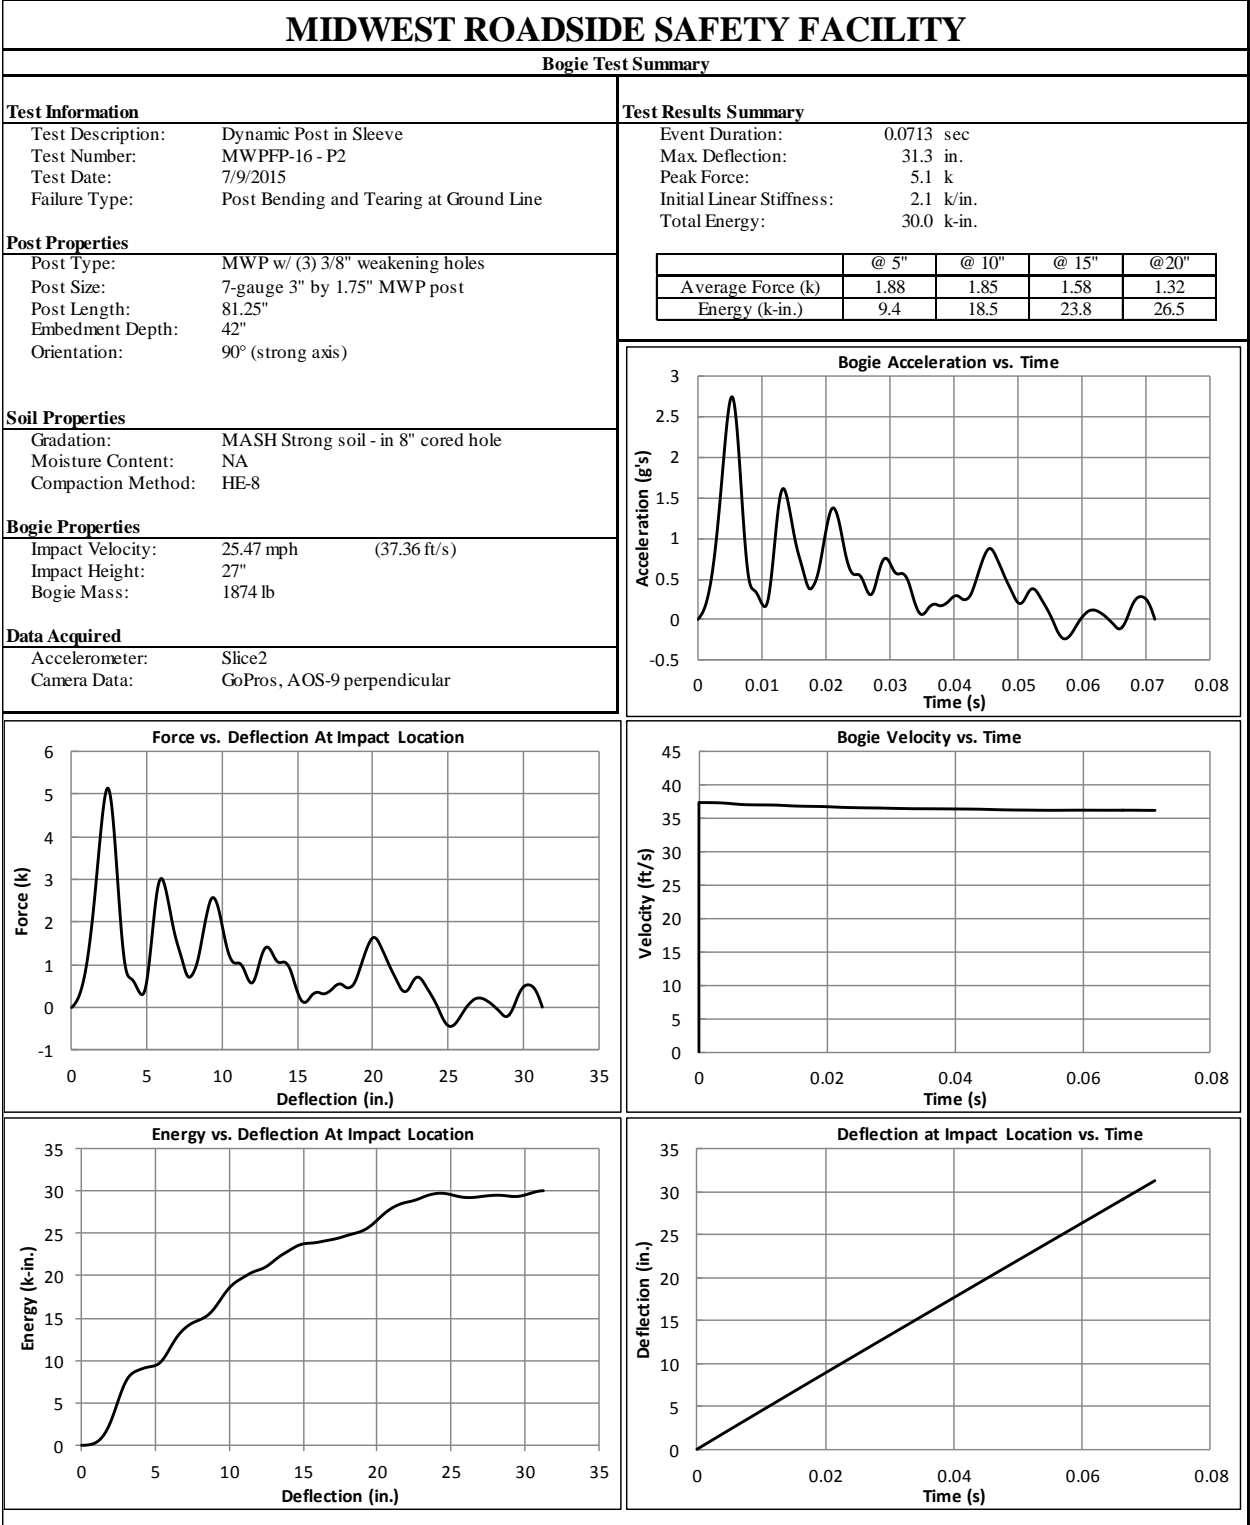 MIDWEST ROADSIDE SAFETY FACILITY
Bogie Test Summary
Test Information
Test Description: Dynamic Post in Sleeve
Test Number: MWPFP-16 - P2
Test Date: 7/9/2015
Failure Type: Post Bending and Tearing at Ground Line
Post Properties
Post Type: MWP w/ (3) 3/8" weakening holes
Post Size: 7-gauge 3" by 1.75" MWP post
Post Length: 81.25"
Embedment Depth: 42"
Orientation: 90° (strong axis)
Soil Properties
Gradation: MASH Strong soil - in 8" cored hole
Moisture Content: NA
Compaction Method: HE-8
Bogie Properties
Impact Velocity: 25.47 mph (37.36 ft/s)
Impact Height: 27"
Bogie Mass: 1874 lb
Data Acquired
Accelerometer: Slice2
Camera Data: GoPros, AOS-9 perpendicular
Test Results Summary
Event Duration: 0.0713 sec
Max. Deflection: 31.3 in.
Peak Force: 5.1 k
Initial Linear Stiffness: 2.1 k/in.
Total Energy: 30.0 k-in.
@ 5" @ 10" @ 15" @20"
Average Force (k) 1.88 1.85 1.58 1.32
Energy (k-in.) 9.4 18.5 23.8 26.5
Bogie Acceleration vs. Time
Acceleration (g's)
3
2.5
2
1.5
1
0.5
0
-0.5
0 0.01 0.02 0.03 0.04 0.05 0.06 0.07 0.08
Time (s)
Force vs. Deflection At Impact Location
Force (k)
6
5
4
3
2
1
0
-1
0 5 10 15 20 25 30 35
Deflection (in.)
Bogie Velocity vs. Time
Velocity (ft/s)
45
40
35
30
25
20
15
10
5
0
0 0.02 0.04 0.06 0.08
Time (s)
Energy vs. Deflection At Impact Location
Energy (k-in.)
35
30
25
20
15
10
5
0
0 5 10 15 20 25 30 35
Deflection (in.)
Deflection at Impact Location vs. Time
Deflection (in.)
35
30
25
20
15
10
5
0
0 0.02 0.04 0.06 0.08
Time (s)